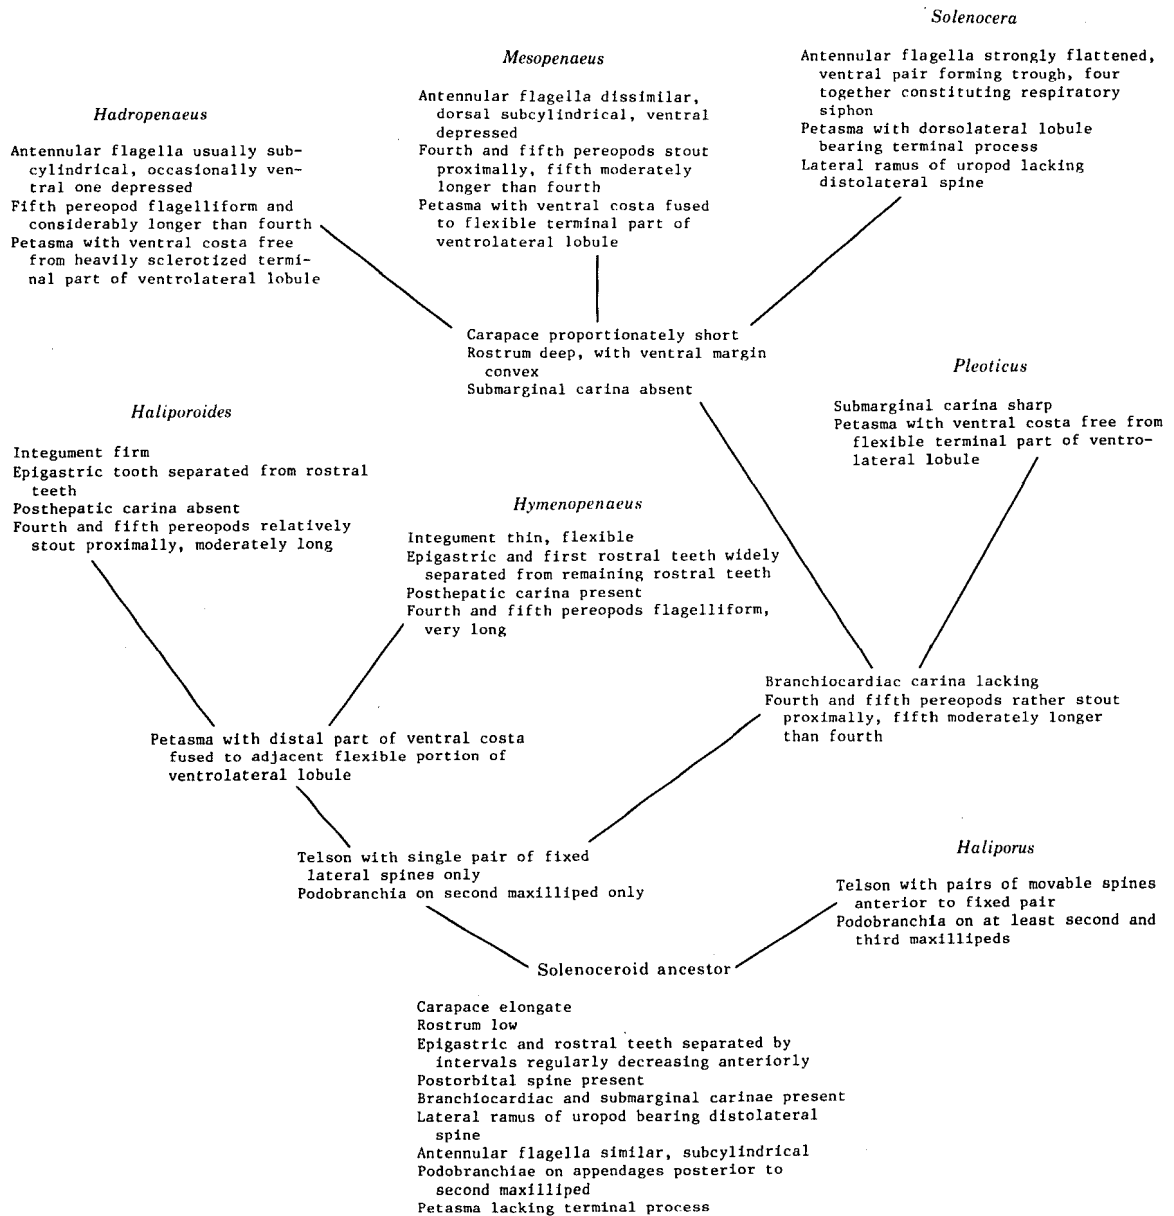 Solenocera
Antennular flagella strongly flattened,
ventral pair forming trough, four
together constituting respiratory
siphon
Petasma with dorsolateral lobule
bearing terminal process
Lateral ramus of uropod lacking
distolateral spine
Mesopenaeus
Antennular flagella dissimilar,
dorsal subcylindrical, ventral
depressed
Fourth and fifth pereopods stout
proximally, fifth moderately
longer than fourth
Petasma with ventral costa fused
to flexible terminal part of
ventrolateral lobule
Hadropenaeus
Antennular flagella usually sub-
cylindrical, occasionally ven-
tral one depressed
Fifth pereopod flagelliform and
considerably longer than fourth
Petasma with ventral costa free
from heavily sclerotized termi-
nal part of ventrolateral lobule
Carapace proportionately short
Rostrum deep, with ventral margin
convex
Submarginal carina absent
Pleoticus
Submarginal carina sharp
Petasma with ventral costa free from
flexible terminal part of ventro-
lateral lobule
Haliporoides
Integument firm
Epigastric tooth separated from rostral
teeth
Posthepatic carina absent
Fourth and fifth pereopods relatively
stout proximally, moderately long
Hymenopenaeus
Integument thin, flexible
Epigastric and first rostral teeth widely
separated from remaining rostral teeth
Posthepatic carina present
Fourth and fifth pereopods flagelliform,
very long
Branchiocardiac carina lacking
Fourth and fifth pereopods rather stout
proximally, fifth moderately longer
than fourth
Petasma with distal part of ventral costa
fused to adjacent flexible portion of
ventrolateral lobule
Telson with single pair of fixed
lateral spines only
Podobranchia on second maxilliped only
Haliporus
Telson with pairs of movable spines
anterior to fixed pair
Podobranchia on at least second and
third maxillipeds
Solenoceroid ancestor
Carapace elongate
Rostrum low
Epigastric and rostral teeth separated by
intervals regularly decreasing anteriorly
Postorbital spine present
Branchiocardiac and submarginal carinae present
Lateral ramus of uropod bearing distolateral
spine
Antennular flagella similar, subcylindrical
Podobranchiae on appendages posterior to
second maxilliped
Petasma lacking terminal process